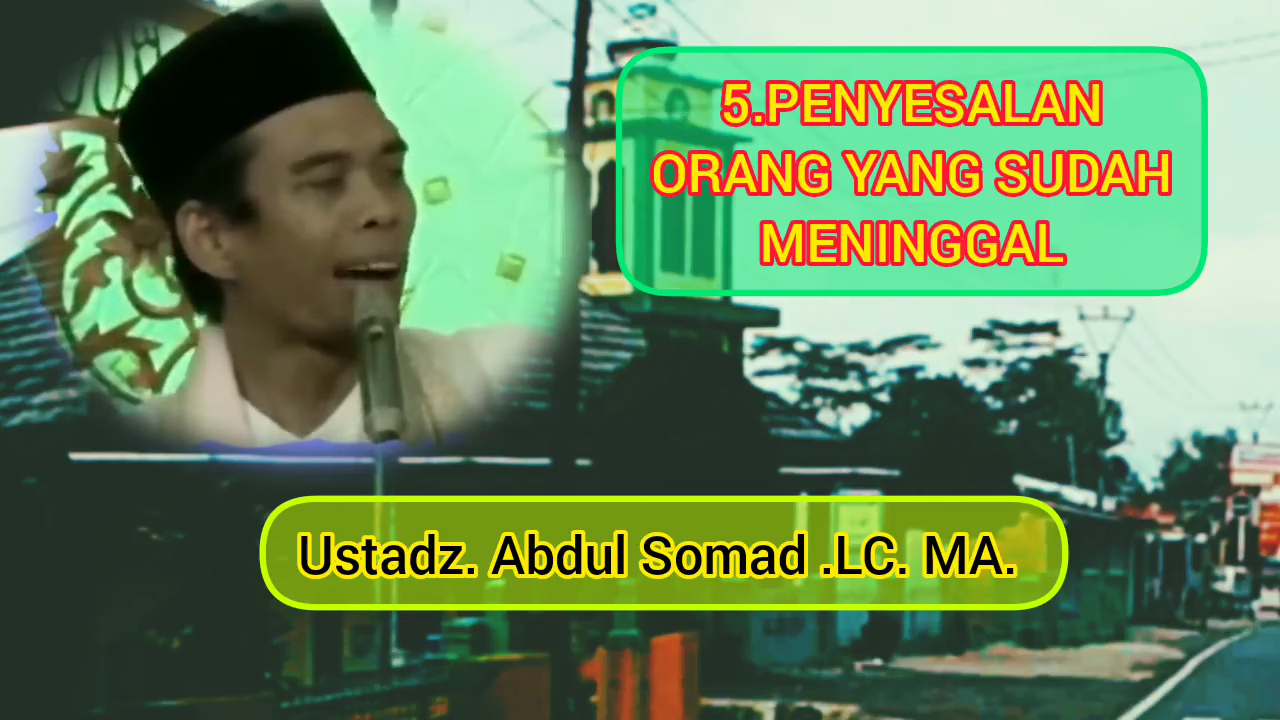 5.PENYESALAN
ORANG YANG SUDAH
MENINGGAL
Ustadz. Abdul Somad .LC. MA.